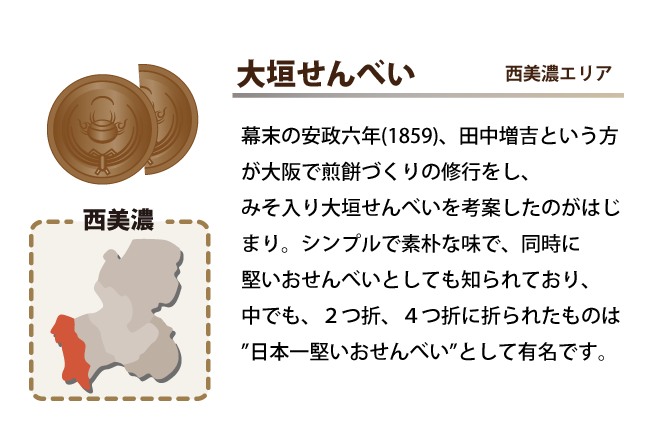 大垣せんべい
西美濃エリア
幕末の安政六年(1859)、田中増吉という方
が大阪で煎餅づくりの修行をし、
みそ入り大垣せんべいを考案したのがはじ
まり。シンプルで素朴な味で、同時に
堅いおせんべいとしても知られており、
中でも、２つ折、４つ折に折られたものは
”日本一堅いおせんべい”として有名です。
西美濃